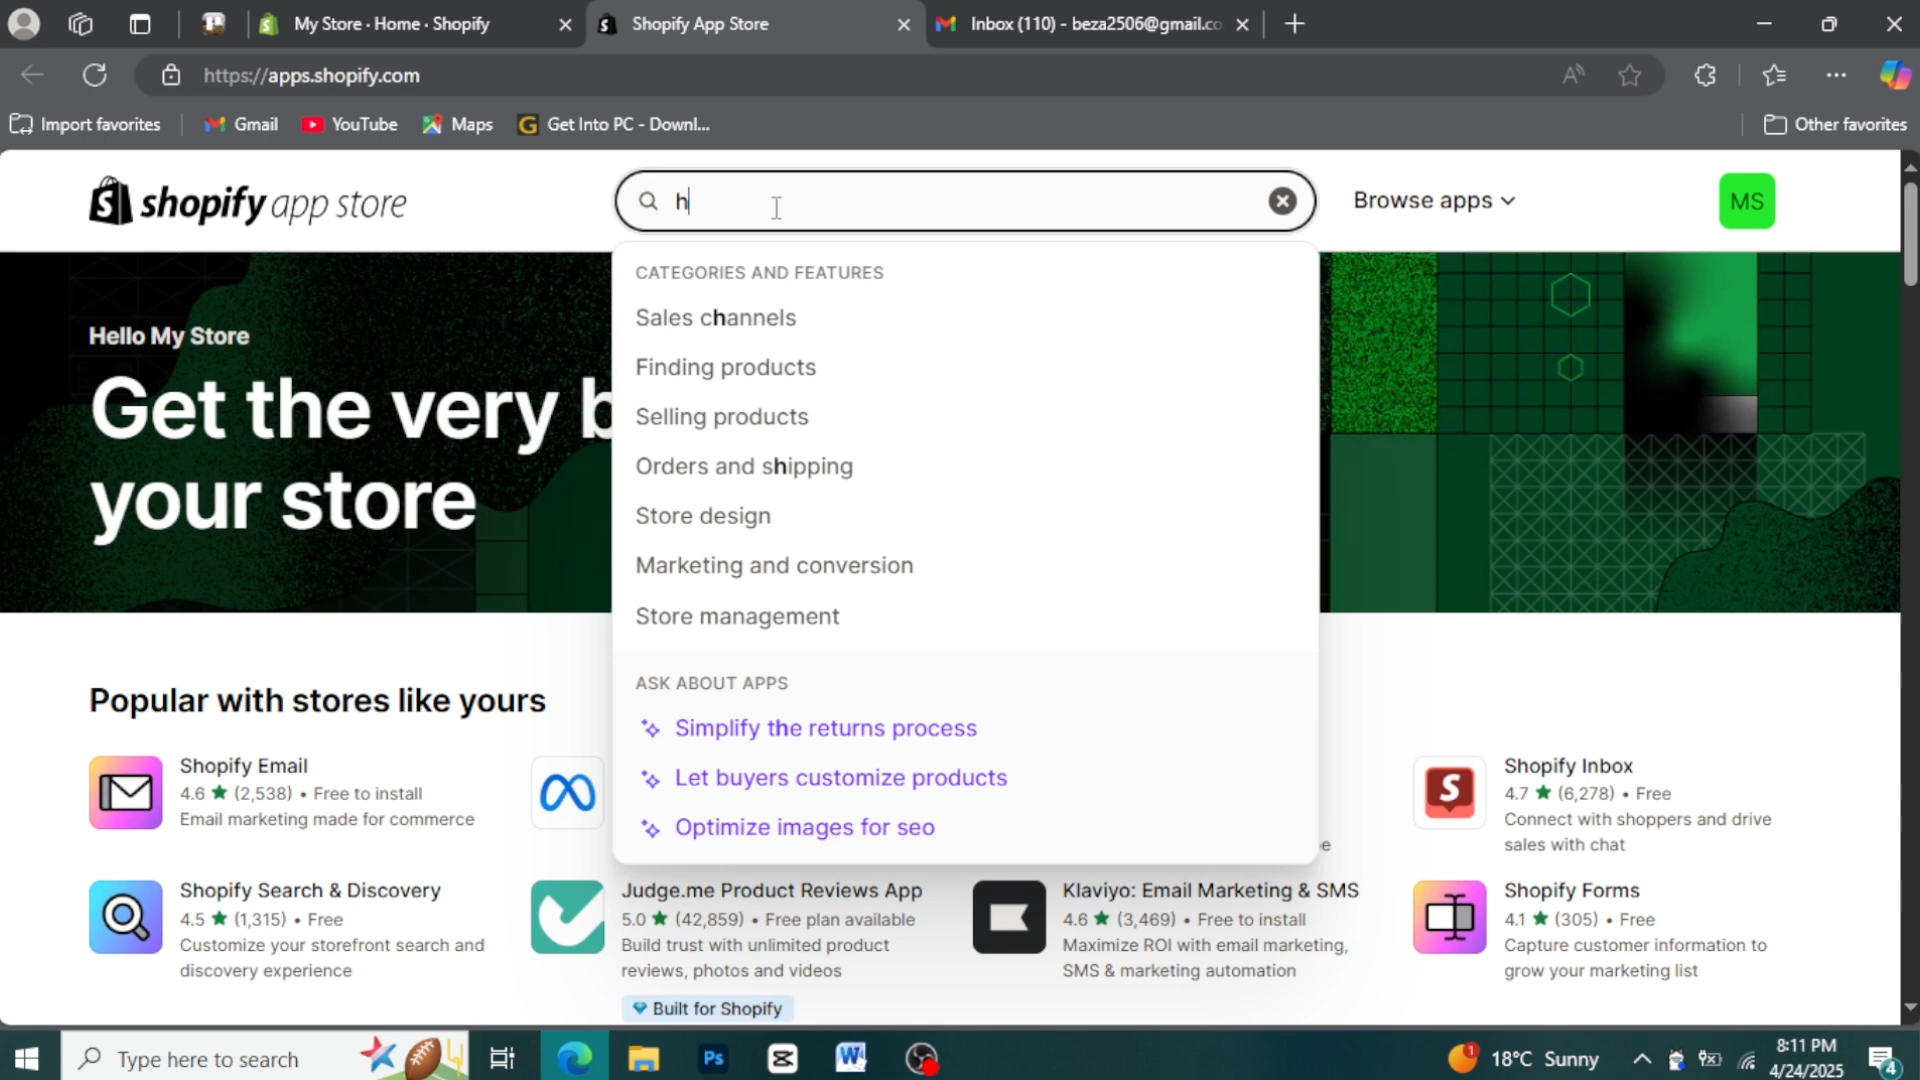 My Store · Home · Shopify
Shopify App Store
Inbox (110) - beza2506@gmail.co
https://apps.shopify.com
Import favorites
Gmail
YouTube
Maps
Get Into PC - Downl...
Other favorites
shopify app store
h
Browse apps
MS
CATEGORIES AND FEATURES
Sales channels
Finding products
Selling products
Orders and shipping
Store design
Marketing and conversion
Store management
ASK ABOUT APPS
Simplify the returns process
Let buyers customize products
Optimize images for seo
Hello My Store
Get the very b
your store
Popular with stores like yours
Shopify Email
4.6 ★ (2,538) • Free to install
Email marketing made for commerce
e
Shopify Inbox
4.7 ★ (6,278) • Free
Connect with shoppers and drive
sales with chat
Shopify Search & Discovery
4.5 ★ (1,315) • Free
Customize your storefront search and
discovery experience
Judge.me Product Reviews App
5.0 ★ (42,859) • Free plan available
Build trust with unlimited product
reviews, photos and videos
Built for Shopify
Klaviyo: Email Marketing & SMS
4.6 ★ (3,469) • Free to install
Maximize ROI with email marketing,
SMS & marketing automation
Shopify Forms
4.1 ★ (305) • Free
Capture customer information to
grow your marketing list
Type here to search
Ps
W
1
18°C Sunny
8:11 PM
4/24/2025
4